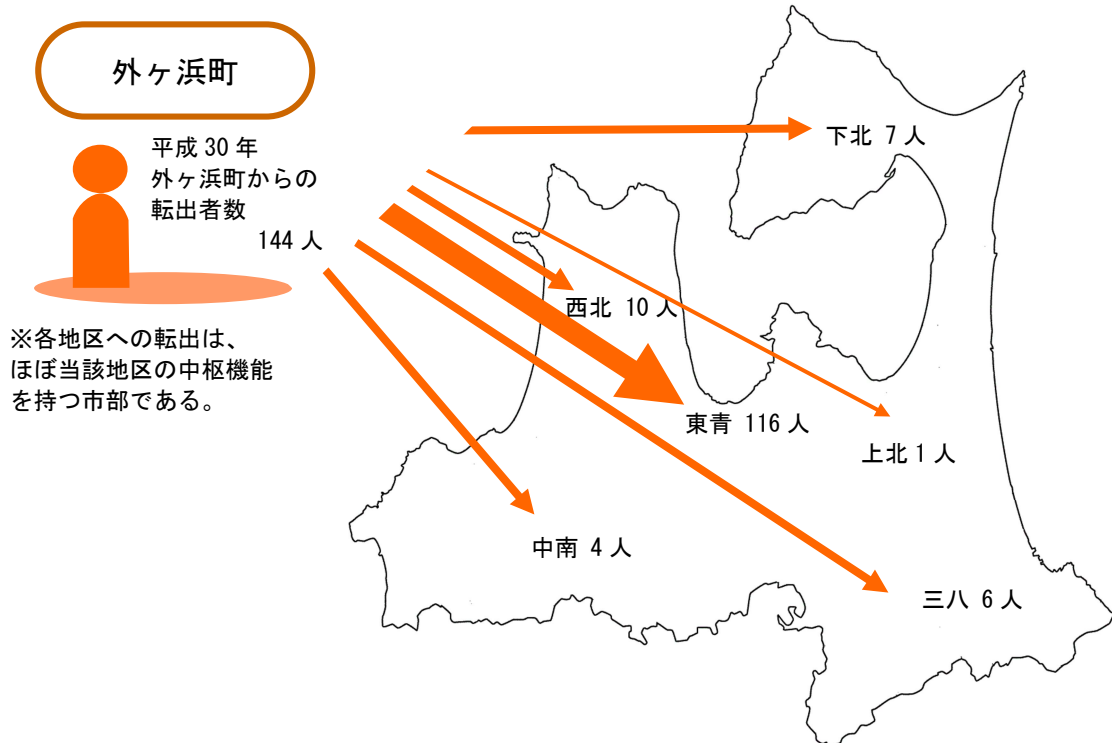 外ヶ浜町
平成 30 年
外ヶ浜町からの
転出者数
144 人
※各地区への転出は、
ほぼ当該地区の中枢機能
を持つ市部である。
下北 7 人
西北 10 人
東青 116 人
上北 1 人
中南 4 人
三八 6 人